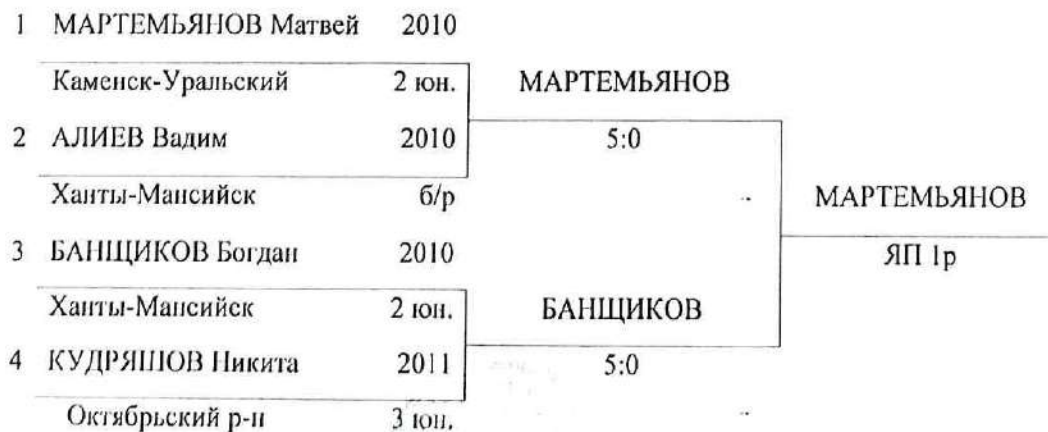 1 МАРТЕМЬЯНОВ Матвей 2010
Каменск-Уральский 2 юн. МАРТЕМЬЯНОВ
2 АЛИЕВ Вадим 2010 5:0
Ханты-Мансийск б/р МАРТЕМЬЯНОВ
3 БАНЩИКОВ Богдан 2010 ЯП 1р
Ханты-Мансийск 2 юн. БАНЩИКОВ
4 КУДРЯШОВ Никита 2011 5:0
Октябрьский р-н 3 юн.